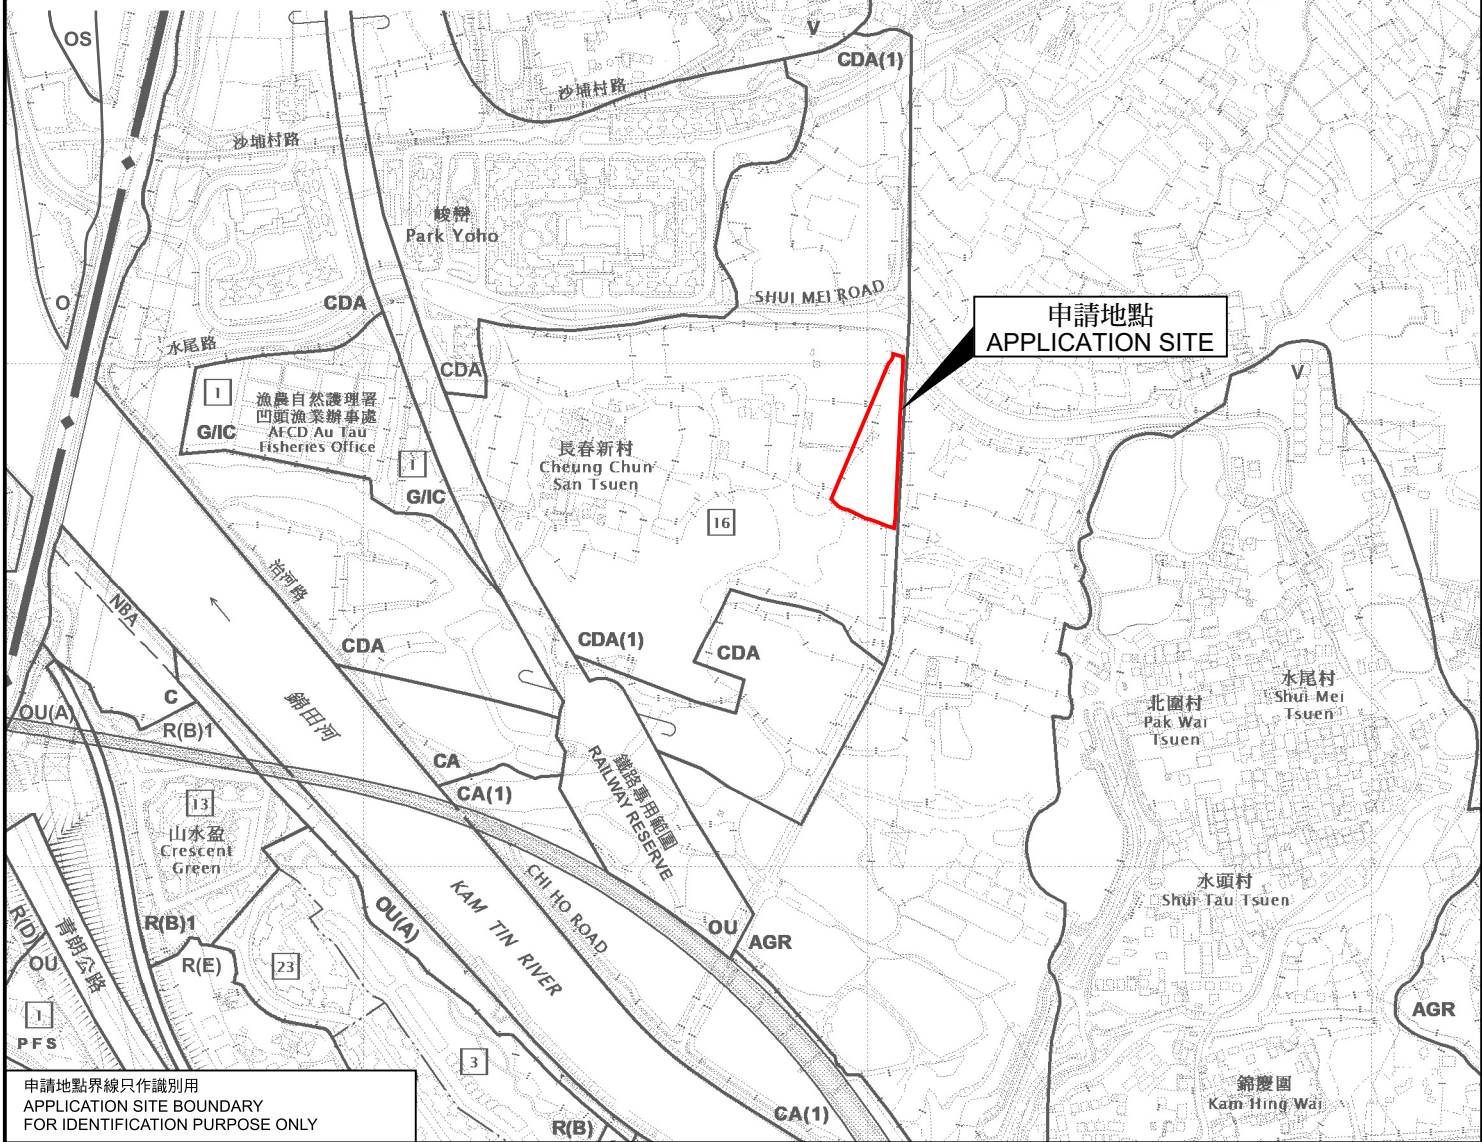 OS
V
CDA(1)
沙埔村路
沙埔村路
峻巒
Park Yoho
O
CDA
SHUI MEI ROAD
申請地點
APPLICATION SITE
水尾路
CDA
V
1
漁農自然護理署
凹頭漁業辦事處
AFCD Au Tau
Fisheries Office
G/IC
1
G/IC
長春新村
Cheung Chun
San Tsuen
16
治河路
NBA
CDA
CDA(1)
CDA
水尾村
Shui Mei
Tsuen
北圍村
Pak Wai
Tsuen
C
OU(A)
R(B)1
錦田河
CA
CA(1)
鐵路專用範圍
RAILWAY RESERVE
13
山水盈
Crescent
Green
水頭村
Shui Tau Tsuen
CHI HO ROAD
KAM TIN RIVER
OU(A)
R(B)1
R(D)
青朗公路
OU
AGR
R(E)
23
OU
1
PFS
AGR
3
錦慶圍
Kam Hing Wai
CA(1)
R(B)
申請地點界線只作識別用
APPLICATION SITE BOUNDARY
FOR IDENTIFICATION PURPOSE ONLY